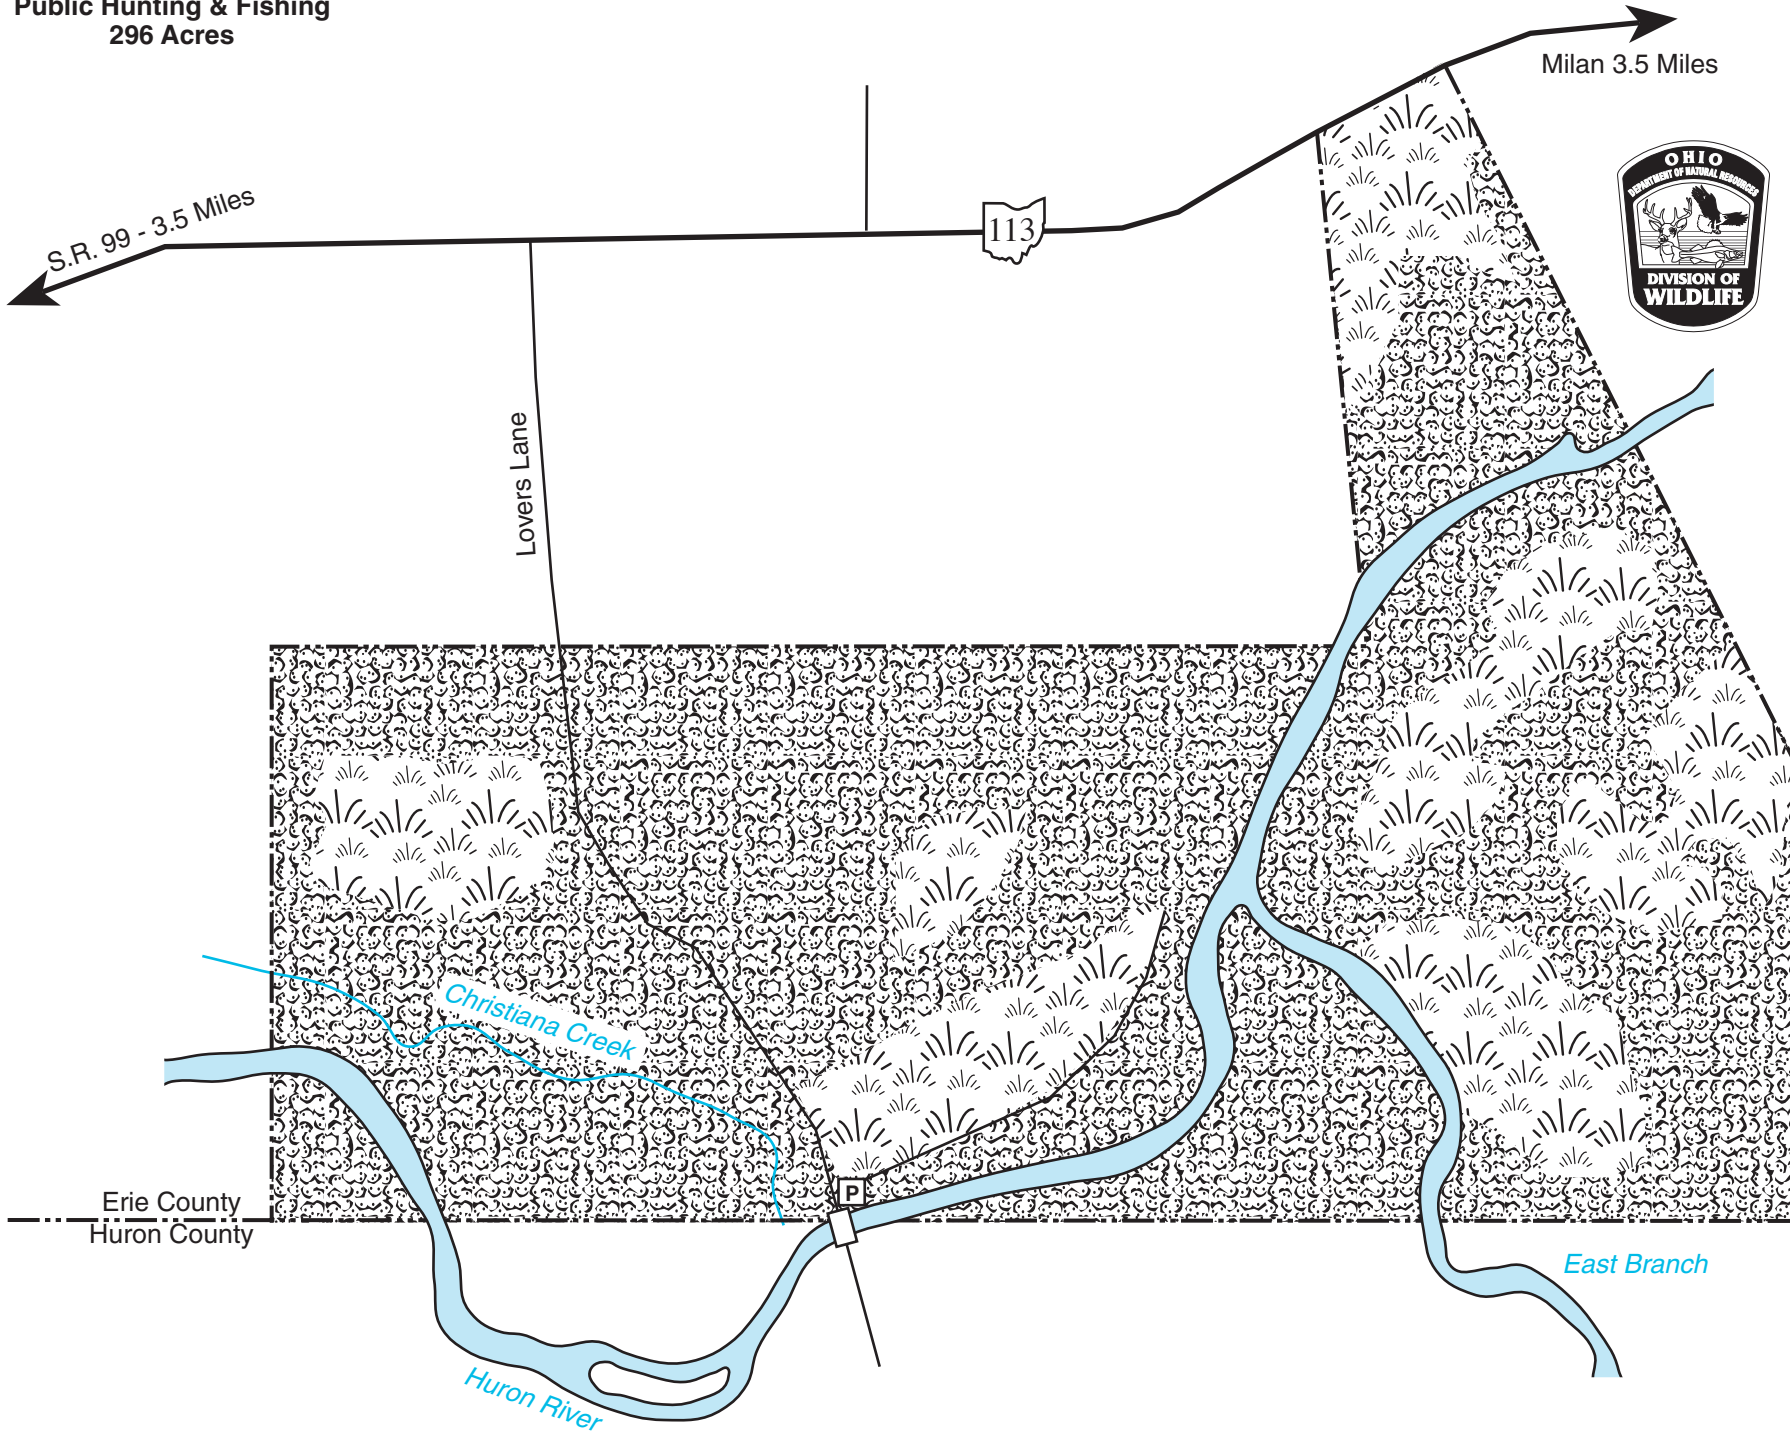 Public Hunting & Fishing
296 Acres
Milan 3.5 Miles
OHIO
DEPARTMENT OF NATURAL RESOURCES
DIVISION OF
WILDLIFE
S.R. 99 - 3.5 Miles
113
Lovers Lane
Christiana Creek
P
Erie County
Huron County
East Branch
Huron River